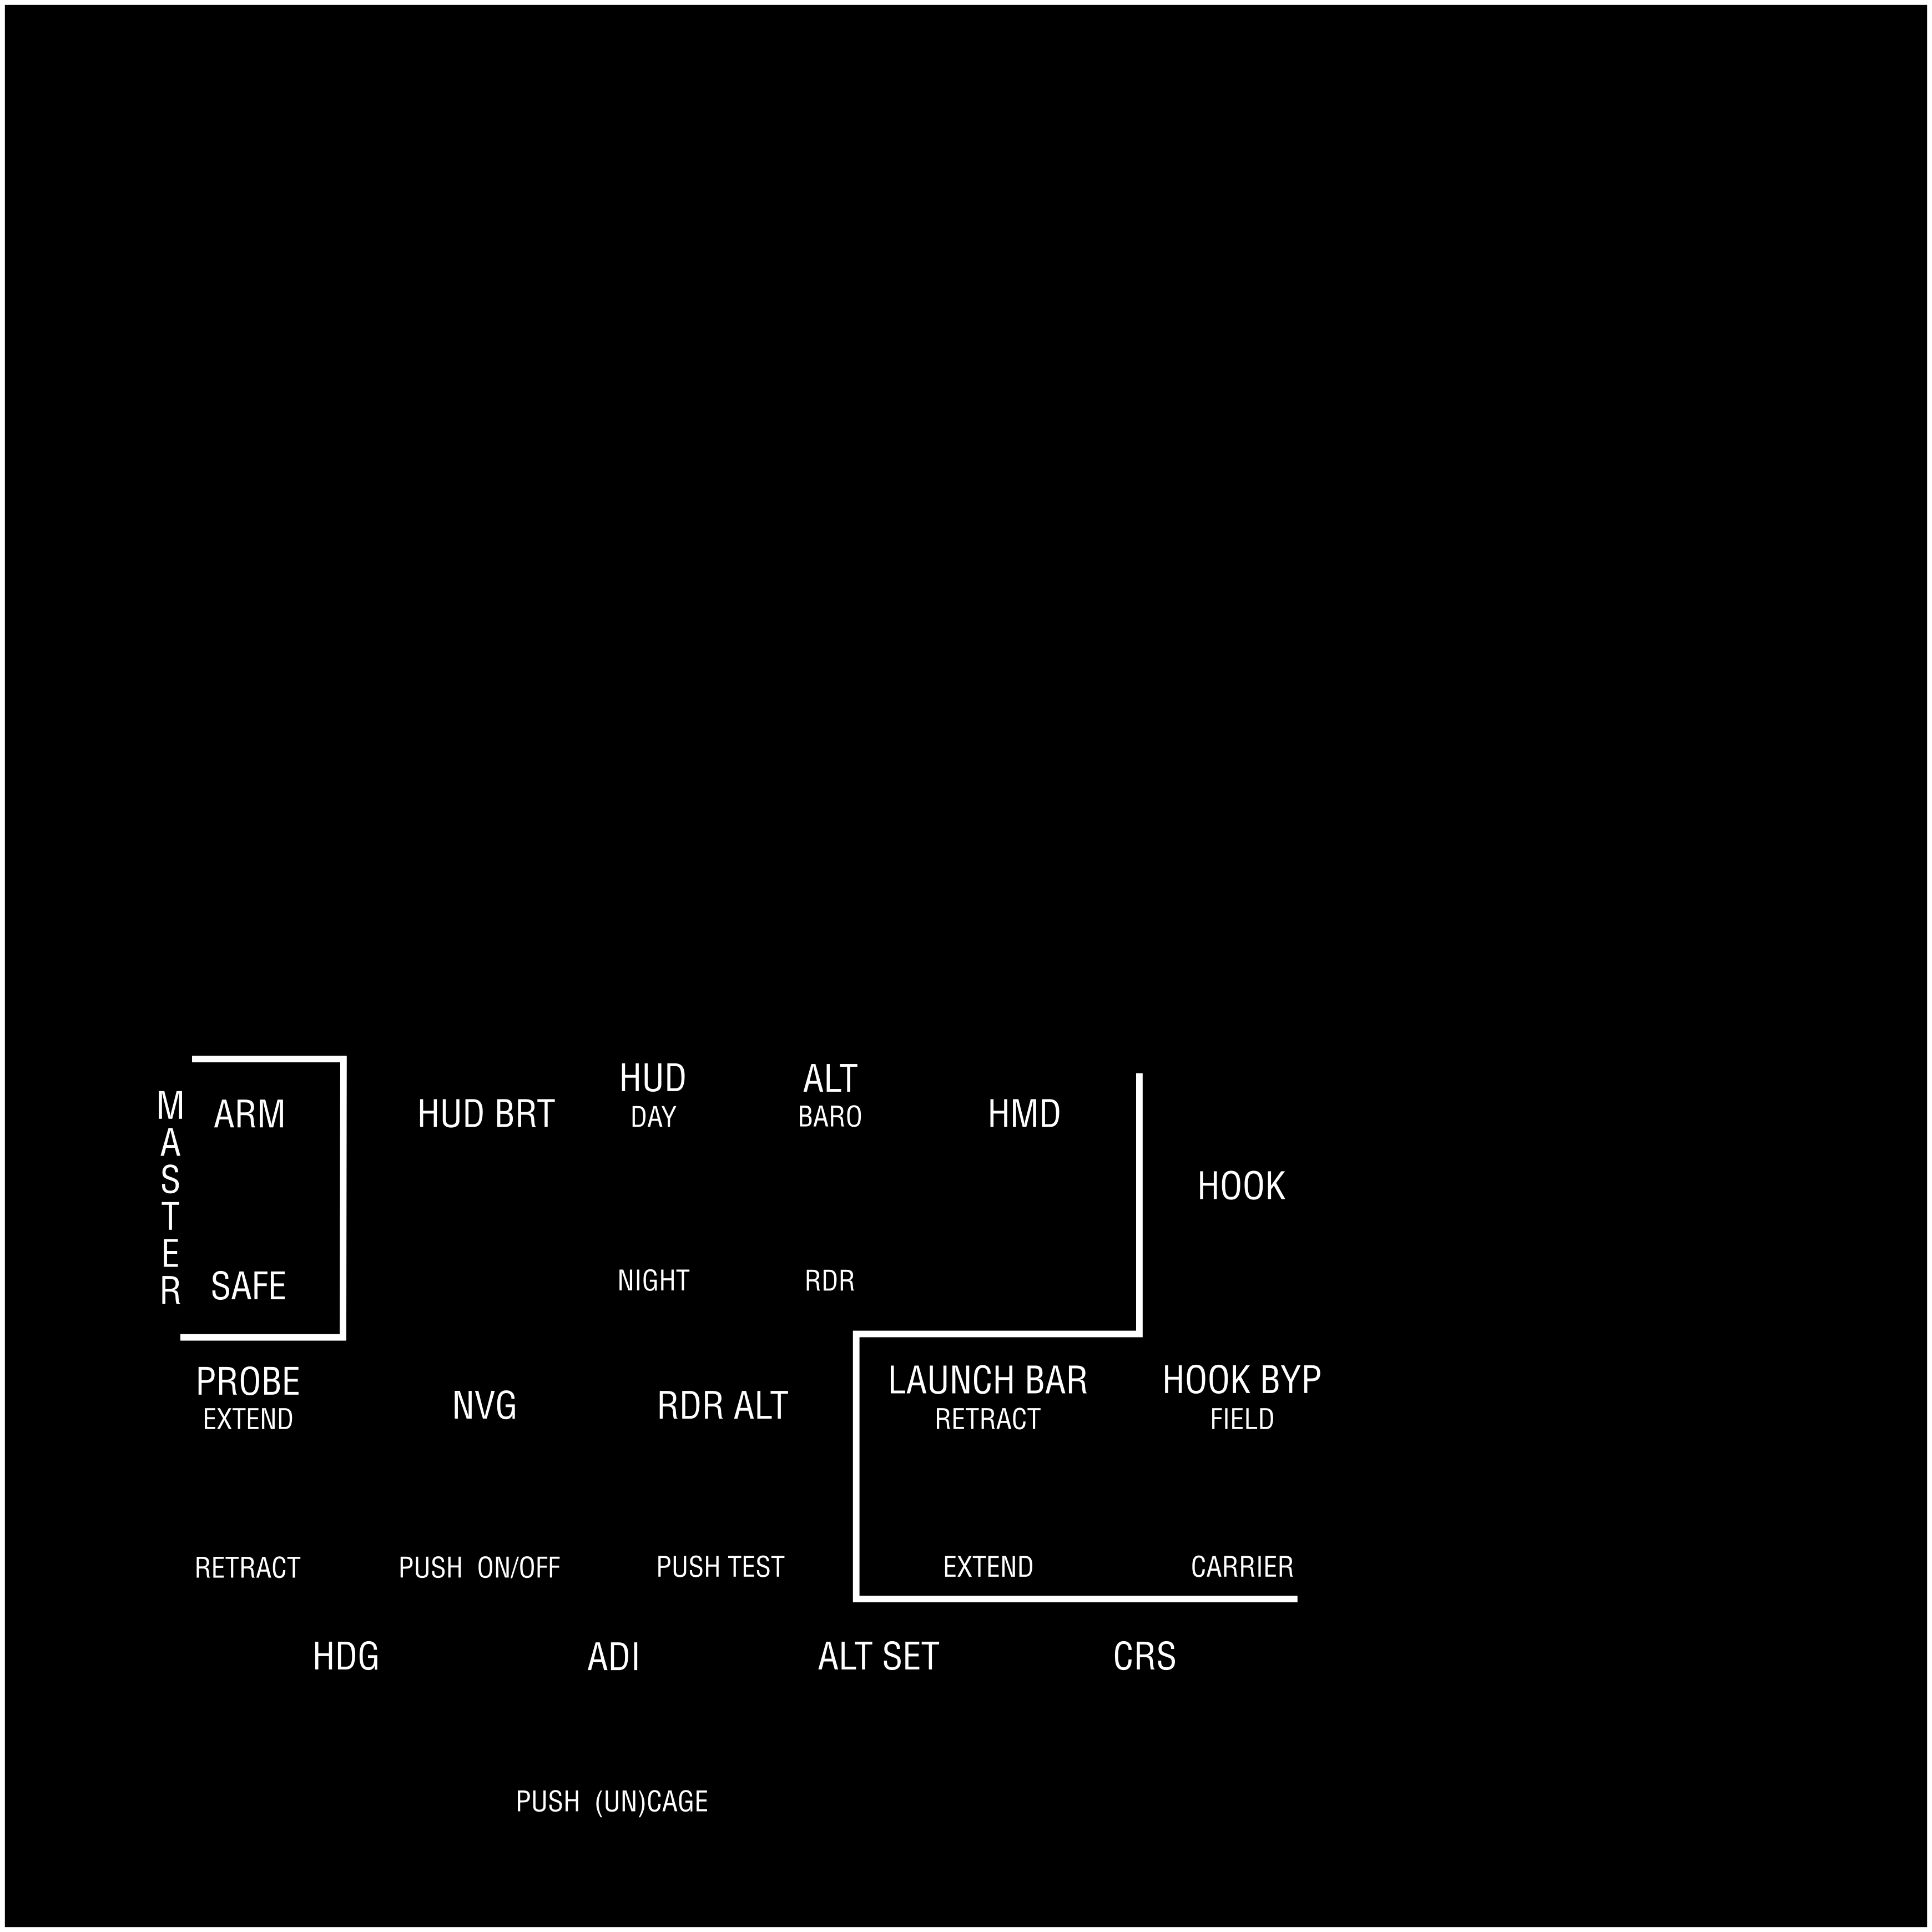 MASTER
ARM
SAFE
HUD BRT
HUD
DAY
NIGHT
ALT
BARO
RDR
HMD
HOOK
PROBE
EXTEND
RETRACT
NVG
PUSH ON/OFF
RDR ALT
PUSH TEST
LAUNCH BAR
RETRACT
EXTEND
HOOK BYP
FIELD
CARRIER
HDG
ADI
PUSH (UN)CAGE
ALT SET
CRS